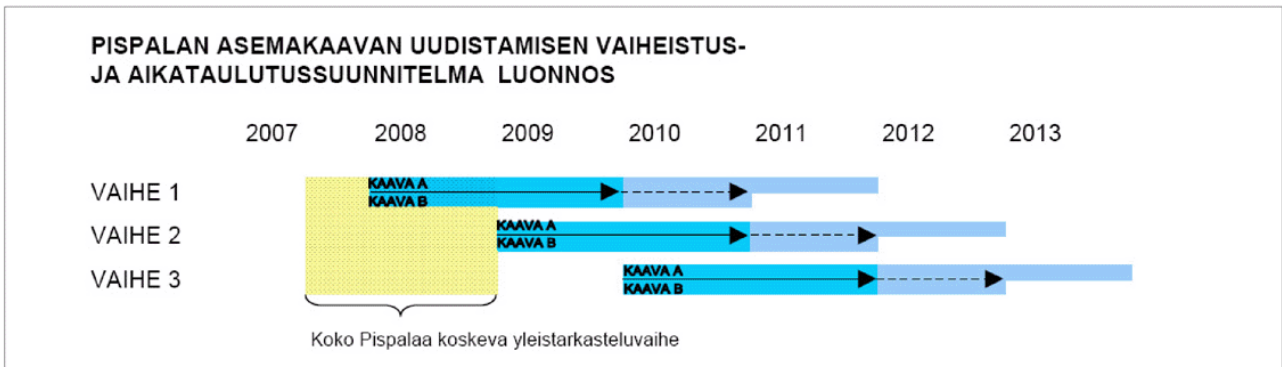 PISPALAN ASEMAKAAVAN UUDISTAMISEN VAIHEISTUS-
JA AIKATAULUTUSSUUNNITELMA LUONNOS
2007 2008 2009 2010 2011 2012 2013
VAIHE 1
KAAVA A
KAAVA B
VAIHE 2
KAAVA A
KAAVA B
VAIHE 3
KAAVA A
KAAVA B
Koko Pispalaa koskeva yleistarkasteluvaihe